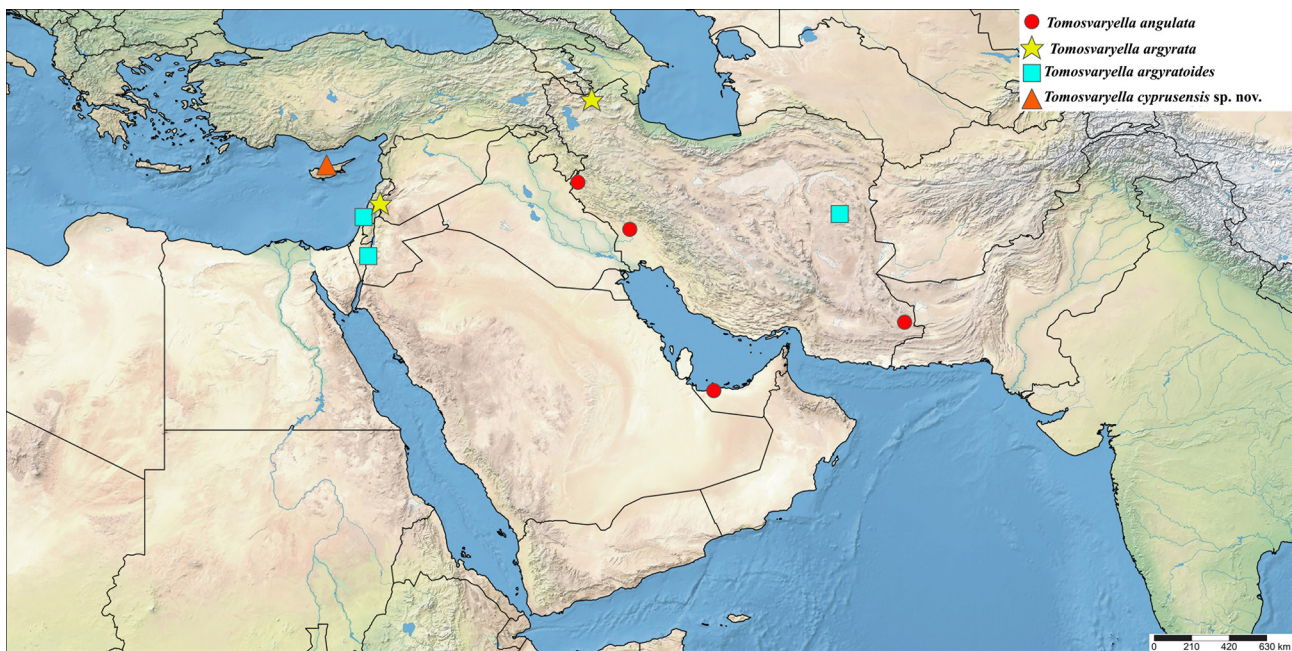 Tomosvaryella angulata
Tomosvaryella argyrata
Tomosvaryella argyratoides
Tomosvaryella cyprusensis sp. nov.
0 210 420 630 km